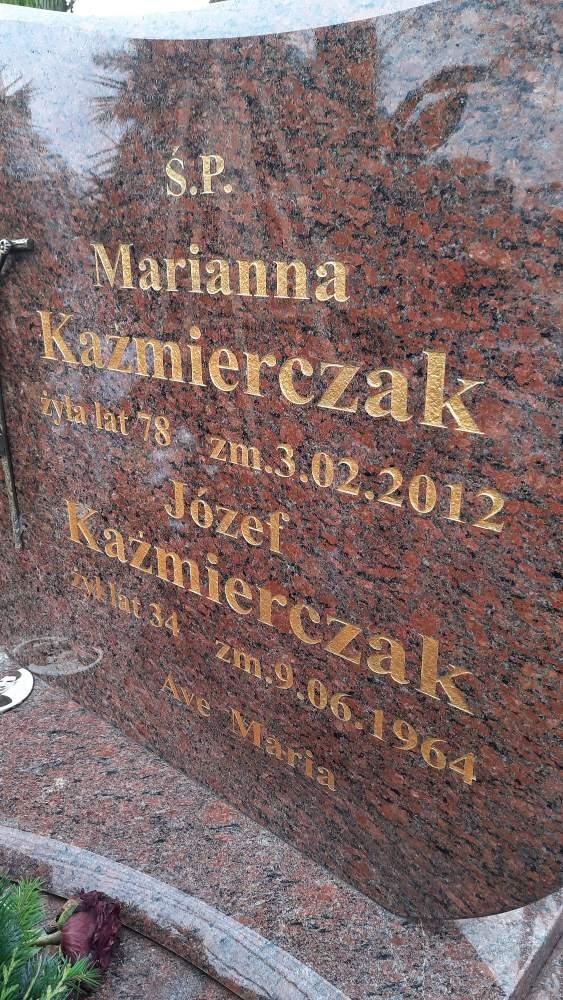 Ś.P.
Marianna
Kaźmierczak
żyła lat 78 zm.3.02.2012
Józef
Kaźmierczak
żył lat 34 zm.9.06.1964
Ave Maria